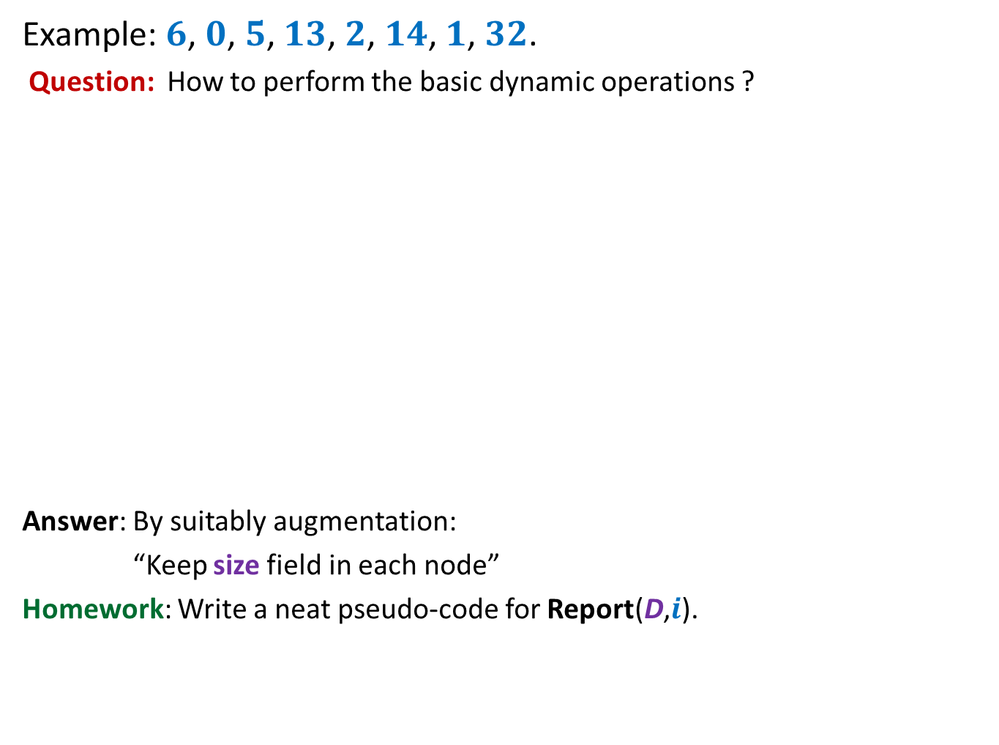 Example: 6, 0, 5, 13, 2, 14, 1, 32.
Question: How to perform the basic dynamic operations ?
Answer: By suitably augmentation:
“Keep size field in each node”
Homework: Write a neat pseudo-code for Report(D,i).